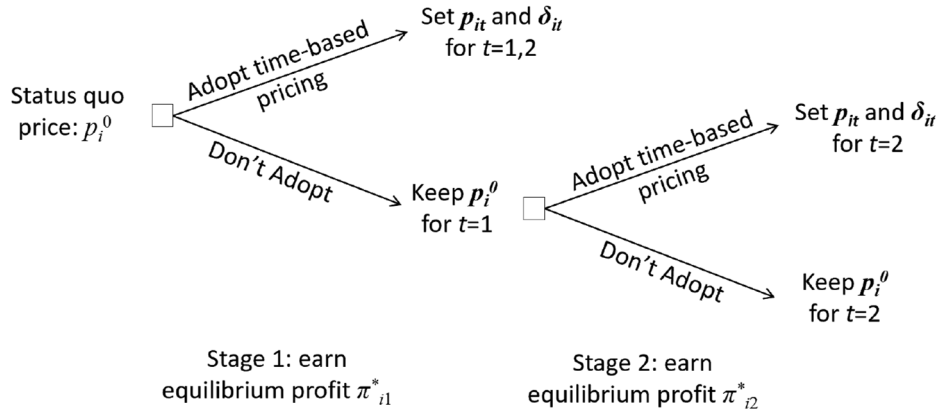 Status quo
price: p_i^0
Adopt time-based
pricing
Set p_it and δ_it
for t=1,2
Don't Adopt
Keep p_i^0
for t=1
Adopt time-based
pricing
Set p_it and δ_it
for t=2
Don't Adopt
Keep p_i^0
for t=2
Stage 1: earn
equilibrium profit π*_i1
Stage 2: earn
equilibrium profit π*_i2